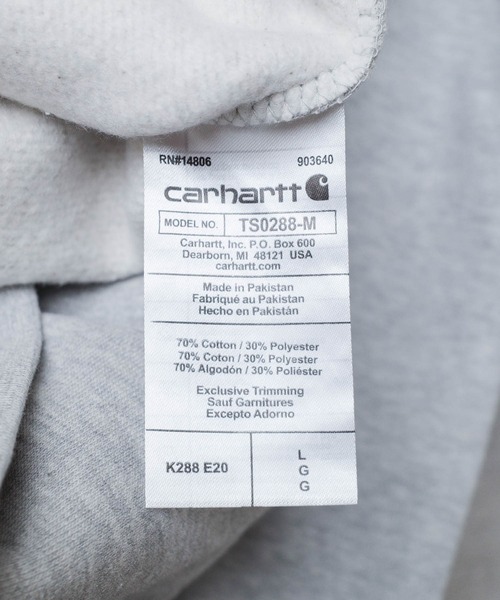 RN#14806 903640
carhartt
MODEL NO. TS0288-M
Carhartt, Inc. P.O. Box 600
Dearborn, MI 48121 USA
carhartt.com
Made in Pakistan
Fabriqué au Pakistan
Hecho en Pakistán
70% Cotton / 30% Polyester
70% Coton / 30% Polyester
70% Algodón / 30% Poliéster
Exclusive Trimming
Sauf Garnitures
Excepto Adorno
K288 E20
L
G
G